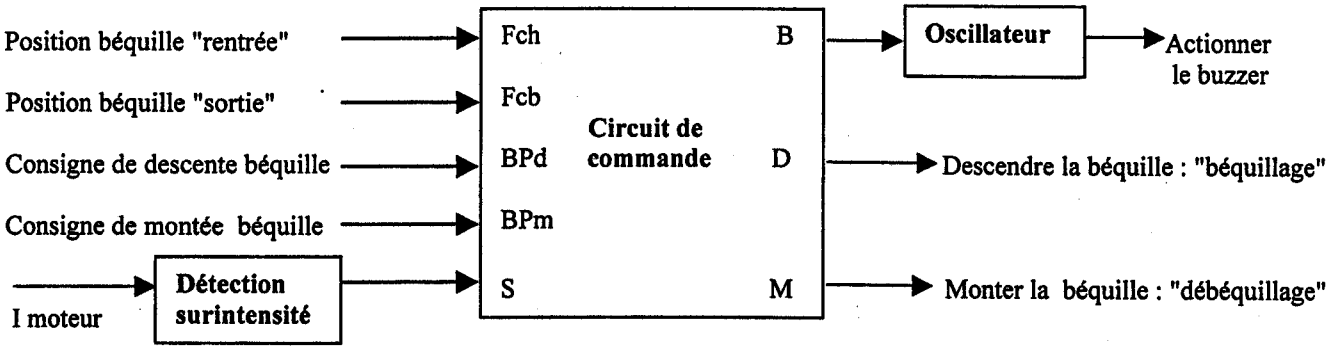 Position béquille "rentrée"
Fch
B
Oscillateur
Actionner
le buzzer
Position béquille "sortie"
Fcb
Circuit de
commande
Consigne de descente béquille
BPd
D
Descendre la béquille : "béquillage"
Consigne de montée béquille
BPm
I moteur
Détection
surintensité
S
M
Monter la béquille : "débéquillage"